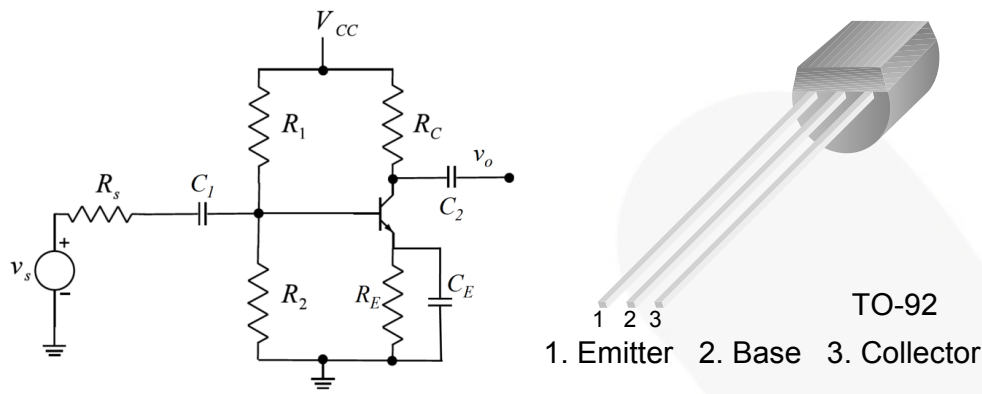 V_CC
R_1
R_C
v_o
R_s
C_1
C_2
+
v_s
-
R_2
R_E
C_E
1 2 3
TO-92
1. Emitter 2. Base 3. Collector